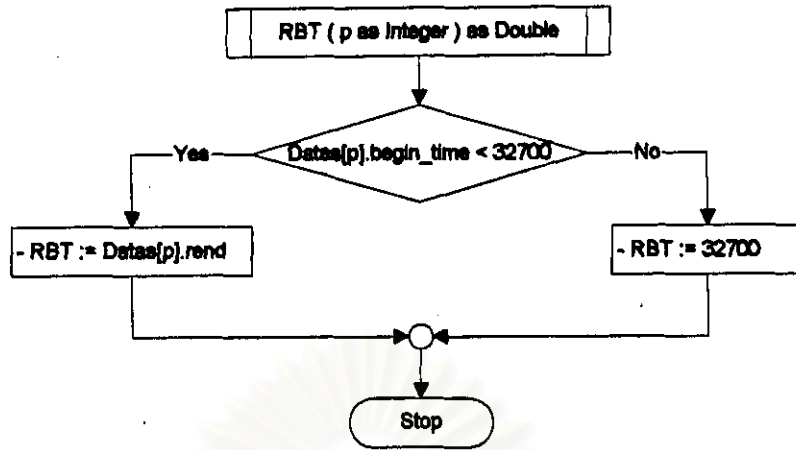 RBT ( p as Integer ) as Double
Datas[p].begin_time < 32700
Yes
No
- RBT := Datas[p].rend
- RBT := 32700
Stop